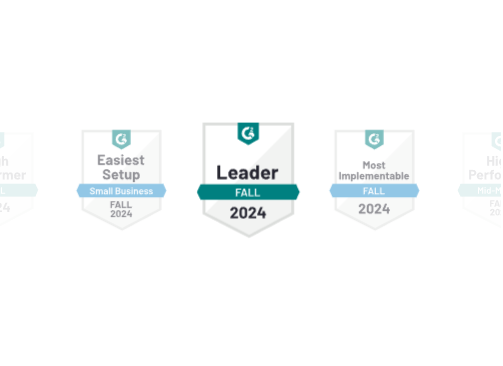 Easiest
Setup
Small Business
FALL
2024
Leader
FALL
2024
Most
Implementable
FALL
2024